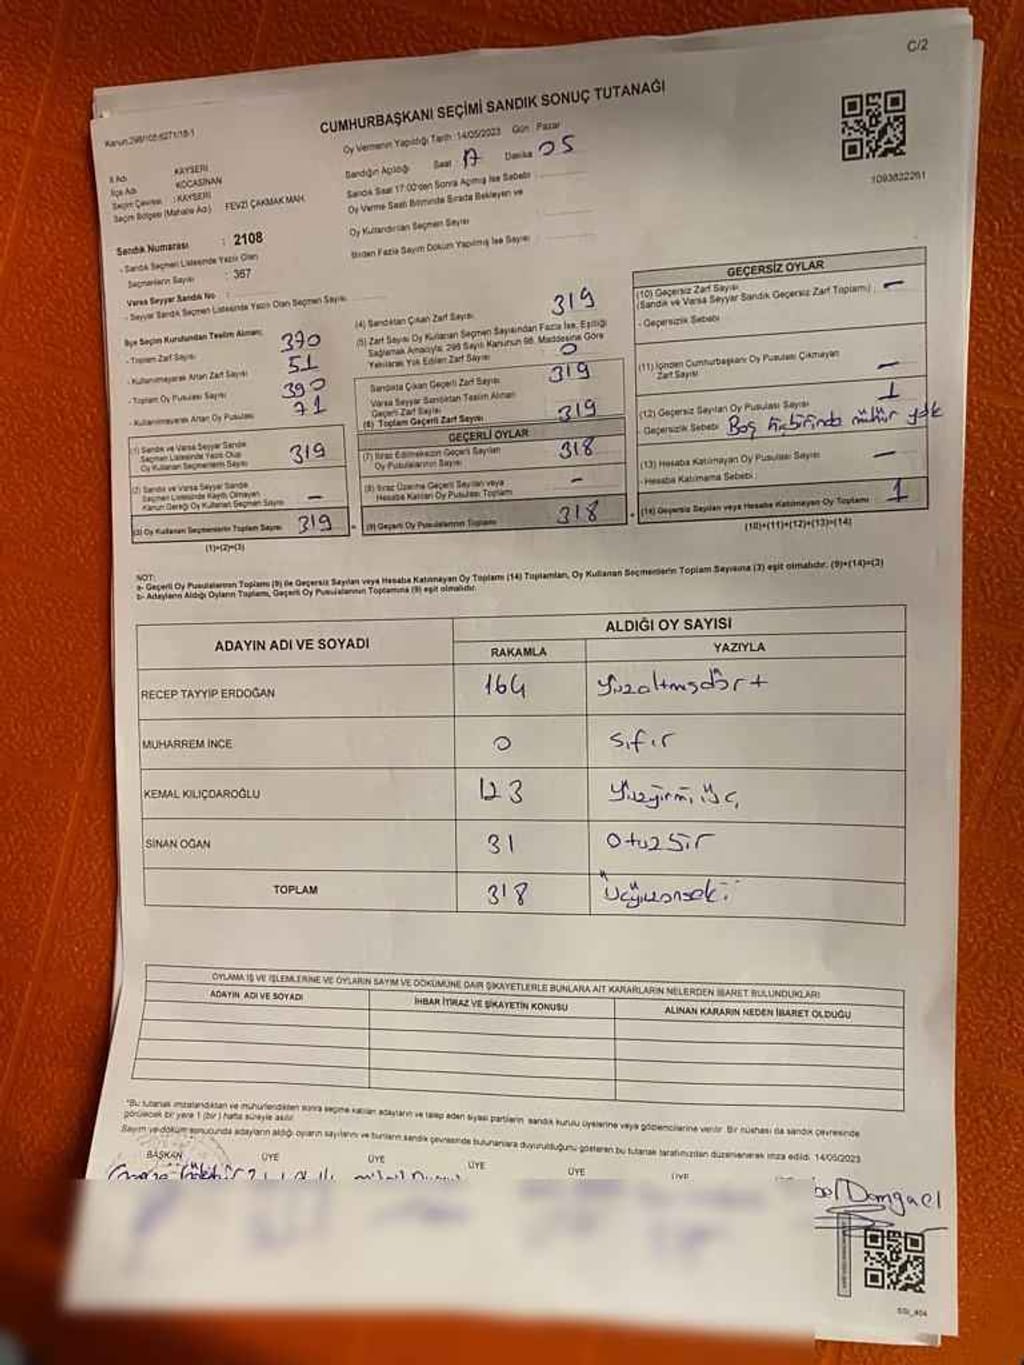 C/2
Kanun:298/105-6271/18-1
CUMHURBAŞKANI SEÇİMİ SANDIK SONUÇ TUTANAĞI
Oy Vermenin Yapıldığı Tarih :14/05/2023 Gün : Pazar
1093822261
İl Adı KAYSERİ
İlçe Adı KOCASİNAN
Seçim Çevresi : KAYSERİ
Seçim Bölgesi (Mahalle Adı) FEVZİ ÇAKMAK MAH.
Sandık Numarası : 2108
- Sandık Seçmen Listesinde Yazılı Olan
Seçmenlerin Sayısı : 367
Varsa Seyyar Sandık No :
- Seyyar Sandık Seçmen Listesinde Yazılı Olan Seçmen Sayısı
Sandığın Açıldığı Saat : 17 Dakika : 05
Sandık Saat 17:00'den Sonra Açılmış İse Sebebi
Oy Verme Saati Bitiminde Sırada Bekleyen ve
Oy Kullandırılan Seçmen Sayısı
Birden Fazla Sayım Döküm Yapılmış İse Sayısı
İlçe Seçim Kurulundan Teslim Alınan;
- Toplam Zarf Sayısı 370
- Kullanılmayarak Artan Zarf Sayısı 51
- Toplam Oy Pusulası Sayısı 390
- Kullanılmayarak Artan Oy Pusulası 71
(1) Sandık ve Varsa Seyyar Sandık
Seçmen Listesinde Yazılı Olup
Oy Kullanan Seçmenlerin Sayısı 319
(2) Sandık ve Varsa Seyyar Sandık
Seçmen Listesinde Kayıtlı Olmayan
Kanun Gereği Oy Kullanan Seçmen Sayısı –
(3) Oy Kullanan Seçmenlerin Toplam Sayısı 319
(1)+(2)=(3)
(4) Sandıktan Çıkan Zarf Sayısı 319
(5) Zarf Sayısı Oy Kullanan Seçmen Sayısından Fazla İse, Eşitliği
Sağlamak Amacıyla; 298 Sayılı Kanunun 98. Maddesine Göre
Yakılarak Yok Edilen Zarf Sayısı 0
Sandıkta Çıkan Geçerli Zarf Sayısı 319
Varsa Seyyar Sandıktan Teslim Alınan
Geçerli Zarf Sayısı
(6) Toplam Geçerli Zarf Sayısı 319
GEÇERLİ OYLAR
(7) İtiraz Edilmeksizin Geçerli Sayılan
Oy Pusulalarının Sayısı 318
(8) İtiraz Üzerine Geçerli Sayılan veya
Hesaba Katılan Oy Pusulası Toplamı –
= (9) Geçerli Oy Pusulalarının Toplamı 318
GEÇERSİZ OYLAR
(10) Geçersiz Zarf Sayısı
(Sandık ve Varsa Seyyar Sandık Geçersiz Zarf Toplamı) : –
- Geçersizlik Sebebi
(11) İçinden Cumhurbaşkanı Oy Pusulası Çıkmayan
Zarf Sayısı –
(12) Geçersiz Sayılan Oy Pusulası Sayısı 1
- Geçersizlik Sebebi : Boş hiçbirinde mühür yok
(13) Hesaba Katılmayan Oy Pusulası Sayısı : –
- Hesaba Katılmama Sebebi
+ (14) Geçersiz Sayılan veya Hesaba Katılmayan Oy Toplamı 1
(10)+(11)+(12)+(13)=(14)
NOT:
a- Geçerli Oy Pusulalarının Toplamı (9) ile Geçersiz Sayılan veya Hesaba Katılmayan Oy Toplamı (14) Toplamları, Oy Kullanan Seçmenlerin Toplam Sayısına (3) eşit olmalıdır. (9)+(14)=(3)
b- Adayların Aldığı Oyların Toplamı, Geçerli Oy Pusulalarının Toplamına (9) eşit olmalıdır.
ADAYIN ADI VE SOYADI
ALDIĞI OY SAYISI
RAKAMLA YAZIYLA
RECEP TAYYİP ERDOĞAN 164 Yüzaltmışdört
MUHARREM İNCE 0 Sıfır
KEMAL KILIÇDAROĞLU 123 Yüzyirmi üç
SİNAN OĞAN 31 Otuzbir
TOPLAM 318 Üçyüzonseki
OYLAMA İŞ VE İŞLEMLERİNE VE OYLARIN SAYIM VE DÖKÜMÜNE DAİR ŞİKAYETLERLE BUNLARA AİT KARARLARIN NELERDEN İBARET BULUNDUKLARI
ADAYIN ADI VE SOYADI İHBAR İTİRAZ VE ŞİKAYETİN KONUSU ALINAN KARARIN NEDEN İBARET OLDUĞU
"Bu tutanak imzalandıktan ve mühürlendikten sonra seçime katılan adayların ve talep eden siyasi partilerin sandık kurulu üyelerine veya gözlemcilerine verilir. Bir nüshası da sandık çevresinde
görülecek bir yere 1 (bir) hafta süreyle asılır.
Sayım ve döküm sonucunda adayların aldığı oyların sayılarını ve bunların sandık çevresinde bulunanlara duyurulduğunu gösteren bu tutanak tarafımızdan düzenlenerek imza edildi. 14/05/2023
BAŞKAN ÜYE ÜYE ÜYE ÜYE ÜYE